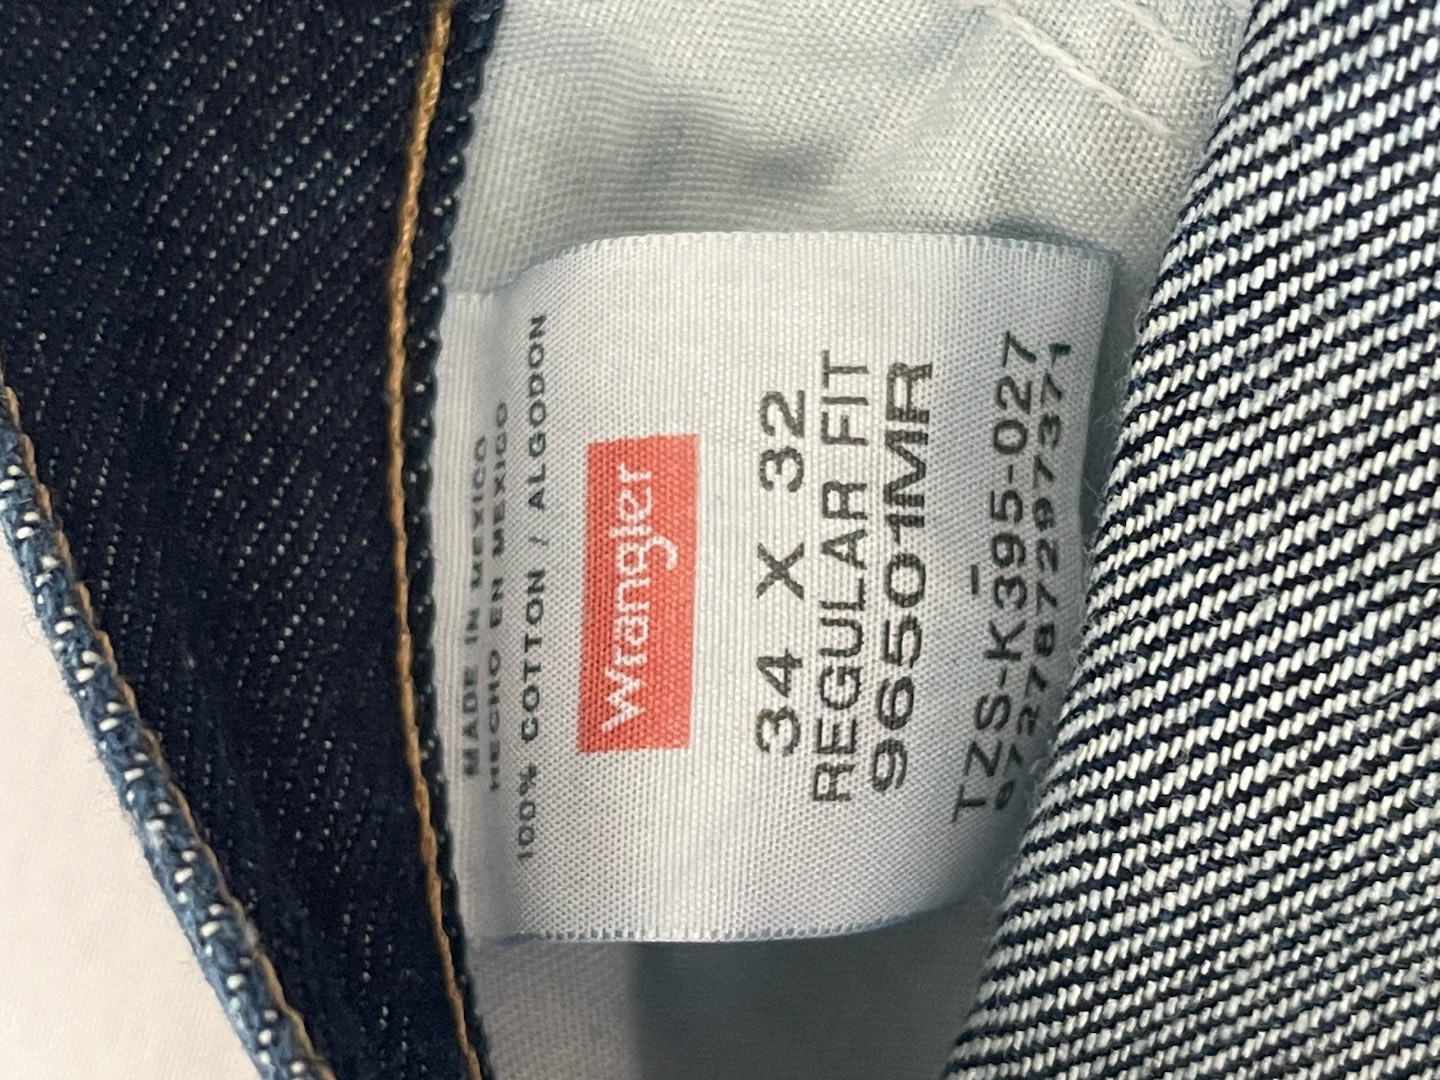 MADE IN MEXICO
HECHO EN MEXICO
100% COTTON / ALGODON
Wrangler
34 X 32
REGULAR FIT
96501MR
TZS-K395-027